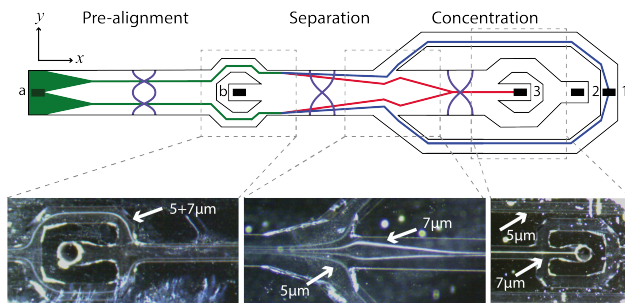 Pre-alignment Separation Concentration
y
x
a b 3 2 1
5+7μm
7μm
5μm
5μm
7μm